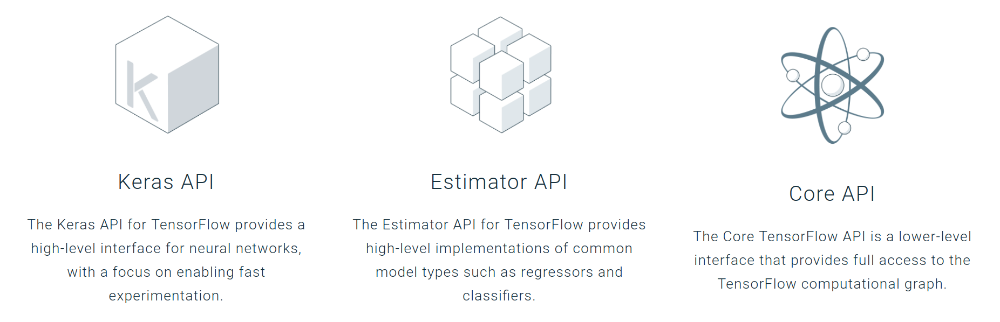 k
Keras API
The Keras API for TensorFlow provides a
high-level interface for neural networks,
with a focus on enabling fast
experimentation.
Estimator API
The Estimator API for TensorFlow provides
high-level implementations of common
model types such as regressors and
classifiers.
Core API
The Core TensorFlow API is a lower-level
interface that provides full access to the
TensorFlow computational graph.